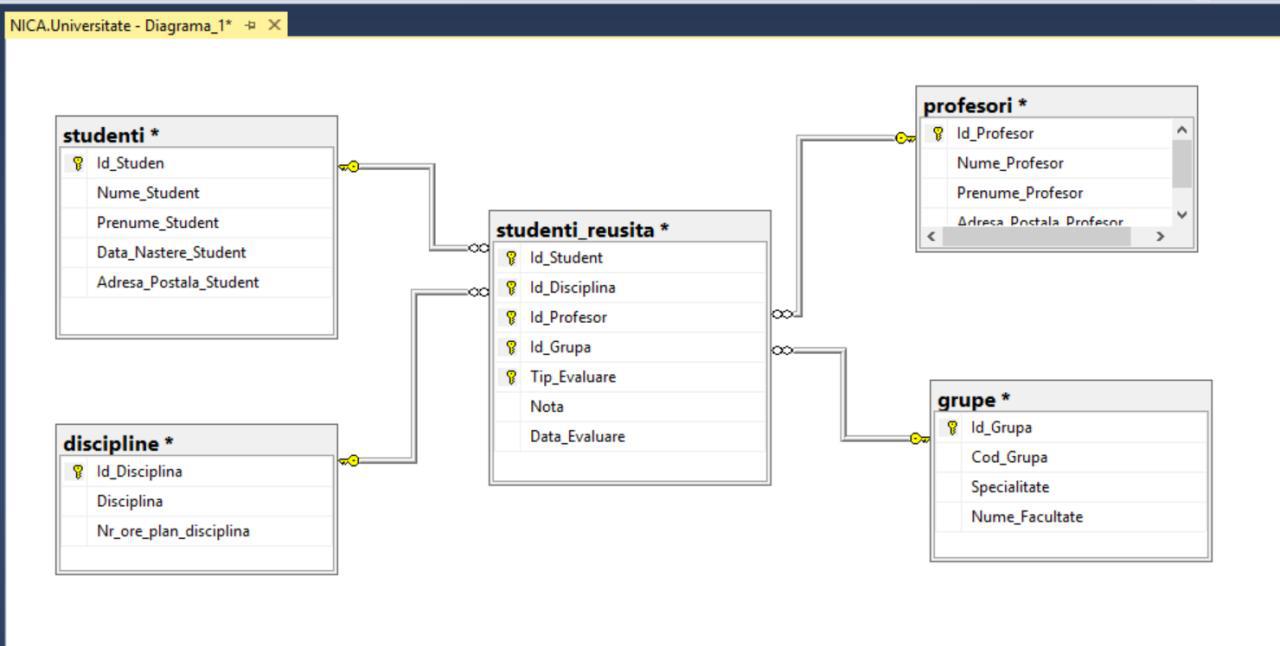 NICA.Universitate - Diagrama_1*
studenti *
Id_Studen
Nume_Student
Prenume_Student
Data_Nastere_Student
Adresa_Postala_Student
discipline *
Id_Disciplina
Disciplina
Nr_ore_plan_disciplina
studenti_reusita *
Id_Student
Id_Disciplina
Id_Profesor
Id_Grupa
Tip_Evaluare
Nota
Data_Evaluare
profesori *
Id_Profesor
Nume_Profesor
Prenume_Profesor
Adresa_Postala_Profesor
grupe *
Id_Grupa
Cod_Grupa
Specialitate
Nume_Facultate